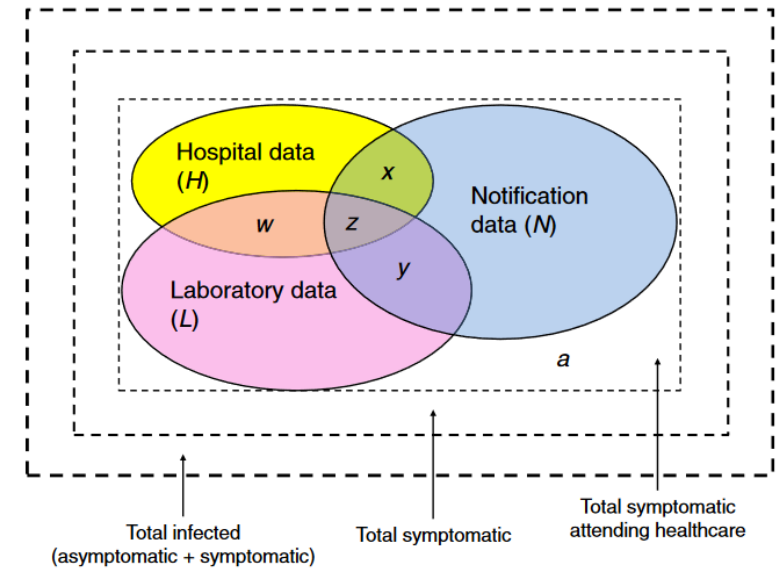 Hospital data
(H)
x
Notification
data (N)
w
z
y
Laboratory data
(L)
a
Total infected
(asymptomatic + symptomatic)
Total symptomatic
Total symptomatic
attending healthcare